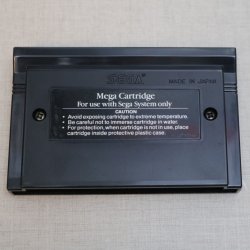 SEGA
MADE IN JAPAN
Mega Cartridge
For use with Sega System only
CAUTION
• Avoid exposing cartridge to extreme temperature.
• Be careful not to immerse cartridge in water.
• For protection, when cartridge is not in use, place
cartridge inside protective plastic case.